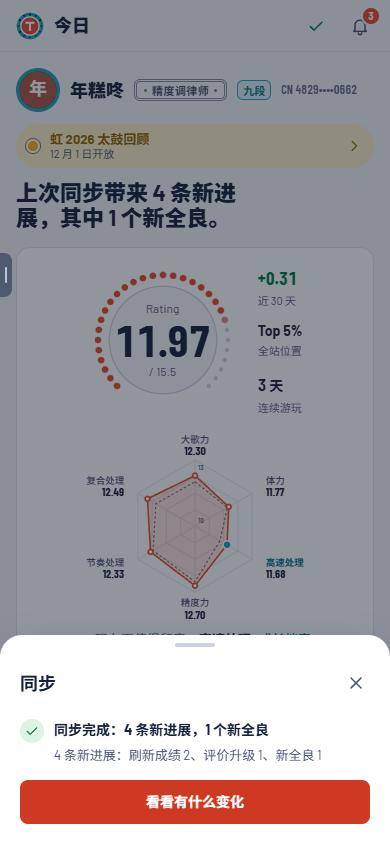 今日
3
年
年糕咚
• 精度调律师 •
九段
CN 4829••••0662
虹 2026 太鼓回顾
12 月 1 日开放
上次同步带来 4 条新进
展，其中 1 个新全良。
Rating
11.97
/ 15.5
+0.31
近 30 天
Top 5%
全站位置
3 天
连续游玩
大歌力
12.30
13
10
复合处理
12.49
体力
11.77
节奏处理
12.33
高速处理
11.68
精度力
12.70
同步
同步完成：4 条新进展，1 个新全良
4 条新进展：刷新成绩 2、评价升级 1、新全良 1
看看有什么变化